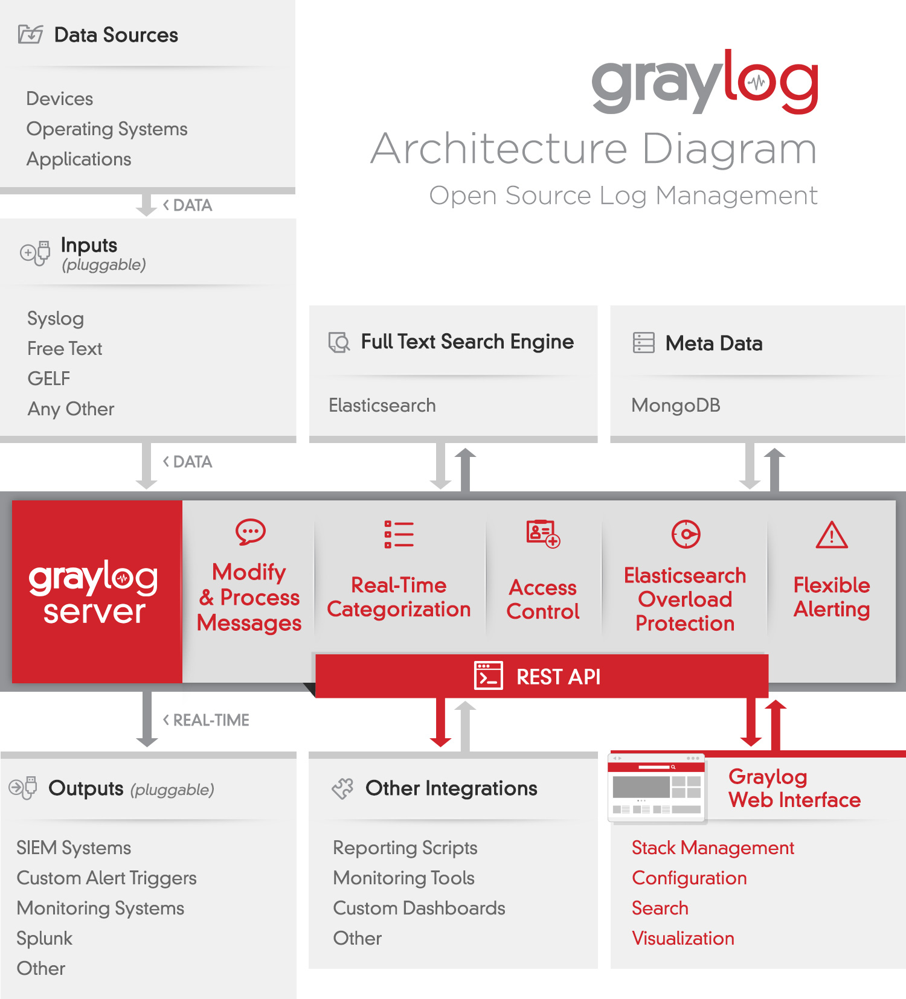 Data Sources
Devices
Operating Systems
Applications
graylog
Architecture Diagram
Open Source Log Management
< DATA
Inputs
(pluggable)
Syslog
Free Text
GELF
Any Other
Full Text Search Engine
Elasticsearch
Meta Data
MongoDB
< DATA
graylog
server
Modify
& Process
Messages
Real-Time
Categorization
Access
Control
Elasticsearch
Overload
Protection
Flexible
Alerting
REST API
< REAL-TIME
Outputs (pluggable)
SIEM Systems
Custom Alert Triggers
Monitoring Systems
Splunk
Other
Other Integrations
Reporting Scripts
Monitoring Tools
Custom Dashboards
Other
Graylog
Web Interface
Stack Management
Configuration
Search
Visualization